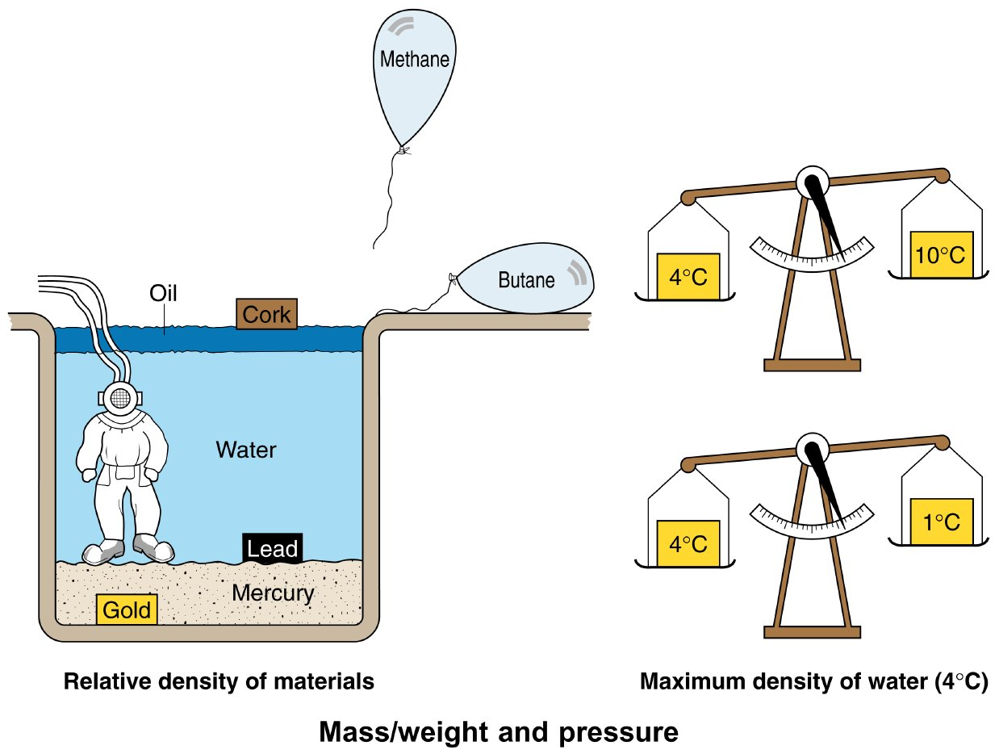 Methane
Butane
Oil
Cork
Water
Lead
Mercury
Gold
Relative density of materials
4°C
10°C
4°C
1°C
Maximum density of water (4°C)
Mass/weight and pressure